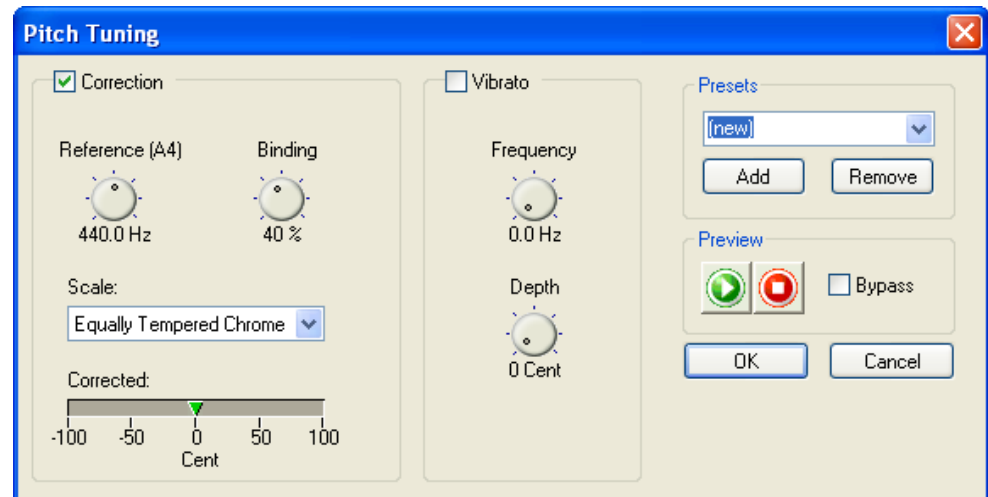 Pitch Tuning
Correction
Reference (A4) Binding
440.0 Hz 40 %
Scale:
Equally Tempered Chrome
Corrected:
-100 -50 0 50 100
Cent
Vibrato
Frequency
0.0 Hz
Depth
0 Cent
Presets
(new)
Add Remove
Preview
Bypass
OK Cancel